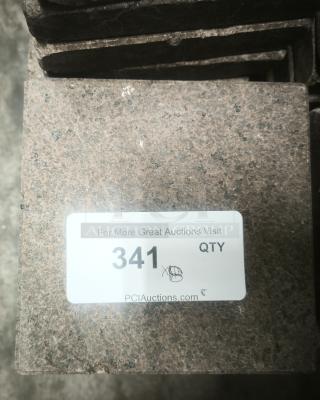 For More Great Auctions Visit
341 QTY
PCIAuctions.com